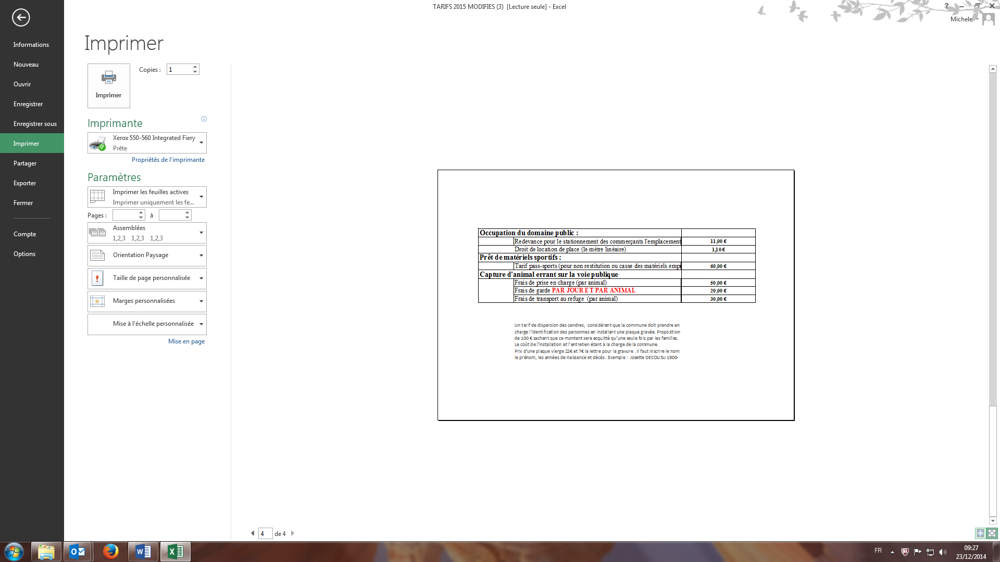 TARIFS 2015 MODIFIES (3)  [Lecture seule] - Excel
?
Michele
Informations
Nouveau
Ouvrir
Enregistrer
Enregistrer sous
Imprimer
Partager
Exporter
Fermer
Compte
Options
Imprimer
Imprimer
Copies : 1
Imprimante
Xerox 550-560 Integrated Fiery
Prête
Propriétés de l'imprimante
Paramètres
Imprimer les feuilles actives
Imprimer uniquement les fe...
Pages : à
Assemblées
1,2,3 1,2,3 1,2,3
Orientation Paysage
Taille de page personnalisée
Marges personnalisées
Mise à l'échelle personnalisée
Mise en page
Occupation du domaine public :
Redevance pour le stationnement des commerçants l'emplacement 11,00 €
Droit de location de place (le mètre linéaire) 1,10 €
Prêt de matériels sportifs :
Tarif pass-sports (pour non restitution ou casse des matériels empr 60,00 €
Capture d'animal errant sur la voie publique
Frais de prise en charge (par animal) 50,00 €
Frais de garde PAR JOUR ET PAR ANIMAL 20,00 €
Frais de transport au refuge (par animal) 30,00 €
Un tarif de dispersion des cendres, considérant que la commune doit prendre en
charge l'identification des personnes en installant une plaque gravée. Proposition
de 100 € sachant que ce montant sera acquitté qu'une seule fois par les familles.
Le coût de l'installation et l'entretien étant à la charge de la commune.
Prix d'une plaque vierge 22€ et 7€ la lettre pour la gravure . Il faut inscrire le nom
le prénom, les années de naissance et décès . Exemple : Josette DECOUSU 1900-
4 de 4
FR
09:27
23/12/2014